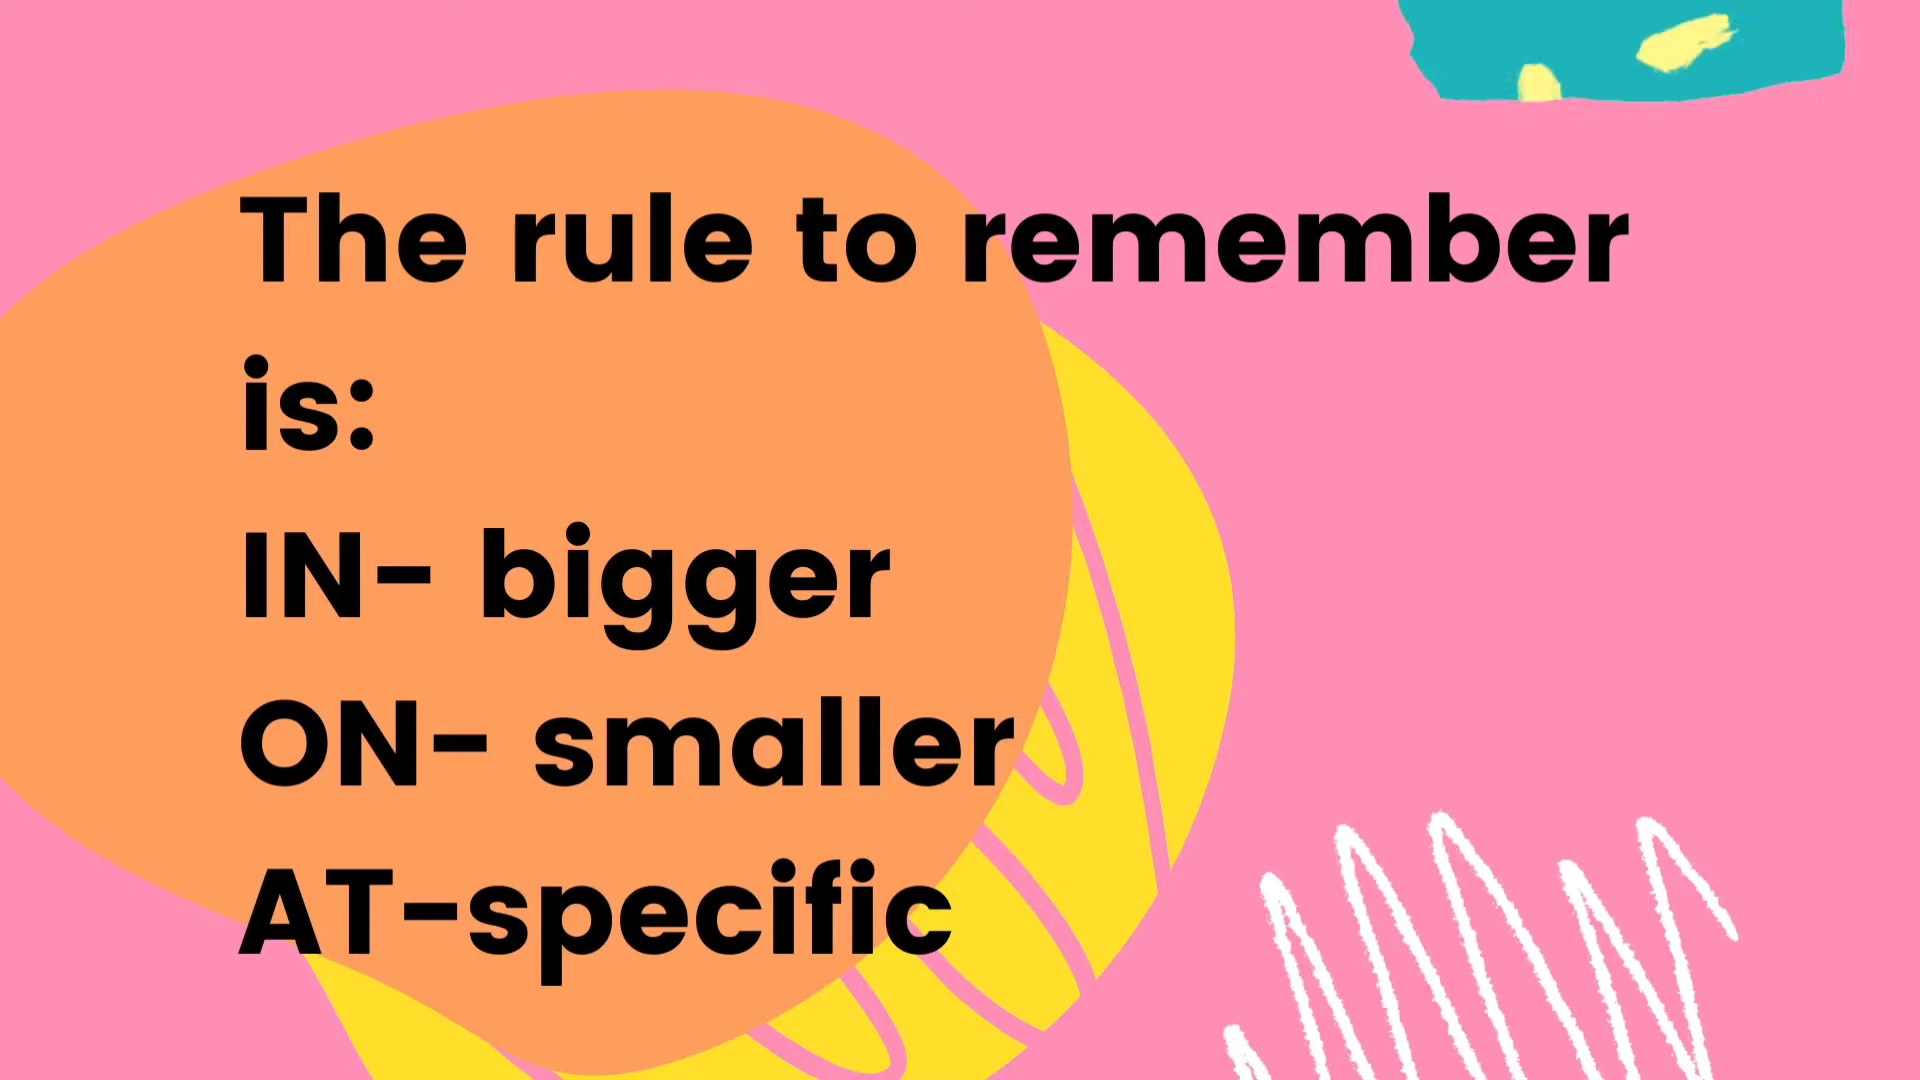 The rule to remember
is:
IN- bigger
ON- smaller
AT-specific